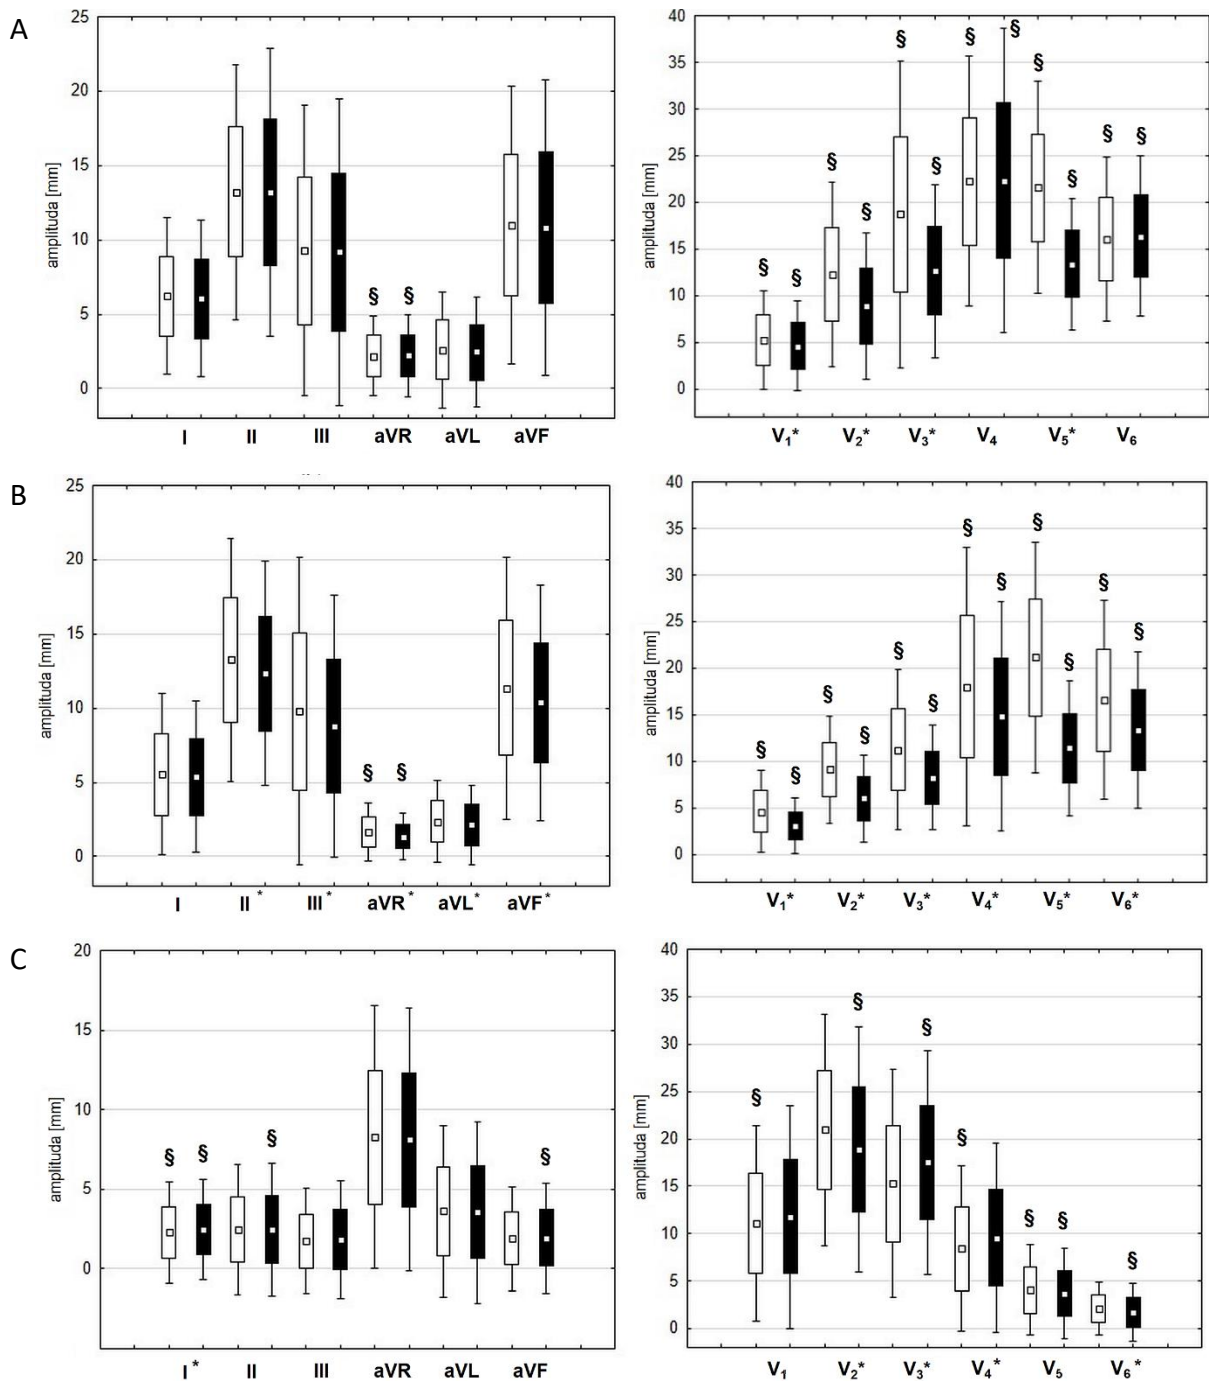 A
25
20
15
10
5
0
amplituda [mm]
§ §
I II III aVR aVL aVF
40
35
30
25
20
15
10
5
0
amplituda [mm]
§ § § § § § § § § § § §
V₁* V₂* V₃* V₄ V₅* V₆
B
25
20
15
10
5
0
amplituda [mm]
§ §
I II* III* aVR* aVL* aVF*
40
35
30
25
20
15
10
5
0
amplituda [mm]
§ § § § § § § § § § § §
V₁* V₂* V₃* V₄* V₅* V₆*
C
20
15
10
5
0
amplituda [mm]
§ § § §
I* II III aVR aVL aVF
40
35
30
25
20
15
10
5
0
amplituda [mm]
§ § § § § § §
V₁ V₂* V₃* V₄* V₅ V₆*